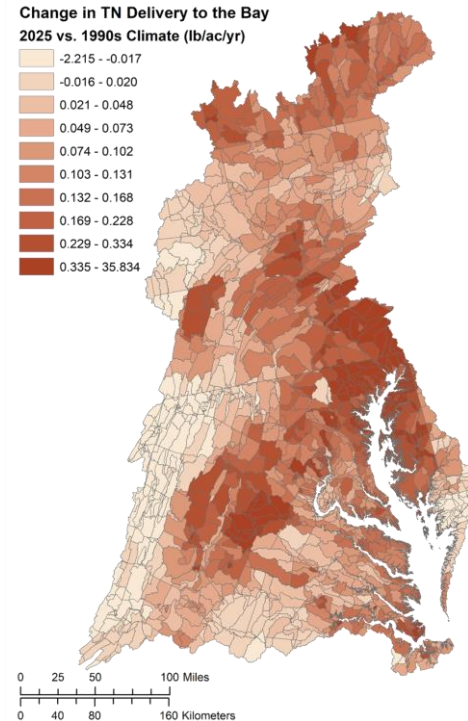 Change in TN Delivery to the Bay
2025 vs. 1990s Climate (lb/ac/yr)
-2.215 - -0.017
-0.016 - 0.020
0.021 - 0.048
0.049 - 0.073
0.074 - 0.102
0.103 - 0.131
0.132 - 0.168
0.169 - 0.228
0.229 - 0.334
0.335 - 35.834
0 25 50 100 Miles
0 40 80 160 Kilometers